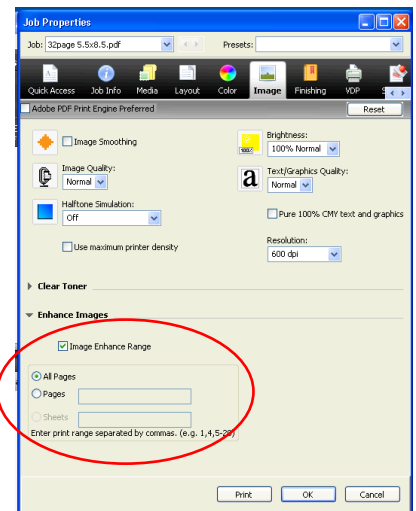 Job Properties
Job: 32page 5.5x8.5.pdf Presets:
Quick Access Job Info Media Layout Color Image Finishing VDP
Adobe PDF Print Engine Preferred Reset
Image Smoothing
Brightness:
100% 100% Normal
Image Quality:
Normal
Text/Graphics Quality:
a Normal
Halftone Simulation:
Off
Pure 100% CMY text and graphics
Use maximum printer density
Resolution:
600 dpi
Clear Toner
Enhance Images
Image Enhance Range
All Pages
Pages
Sheets
Enter print range separated by commas. (e.g. 1,4,5-20)
Print OK Cancel